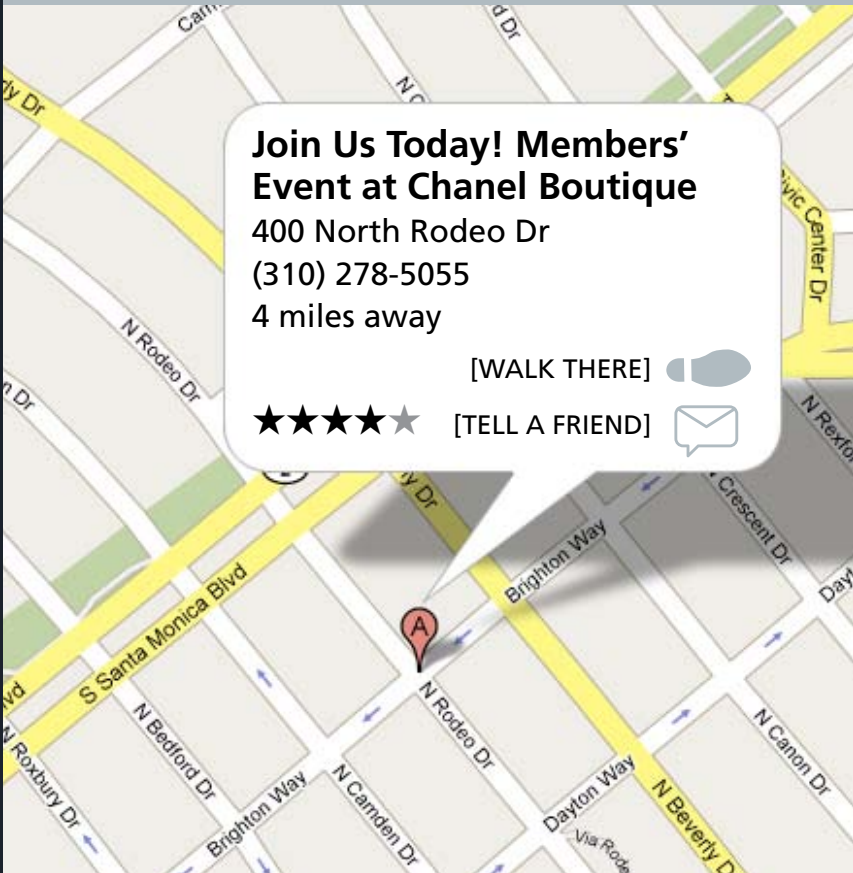 Join Us Today! Members'
Event at Chanel Boutique
400 North Rodeo Dr
(310) 278-5055
4 miles away
[WALK THERE]
[TELL A FRIEND]
N Rodeo Dr
Civic
Center Dr
Crescent Dr
Brighton Way
A
S Santa Monica Blvd
N Rodeo Dr
N Bedford Dr
N Roxbury Dr
Brighton Way
N Camden Dr
Dayton Way
N Canon Dr
N Beverly D